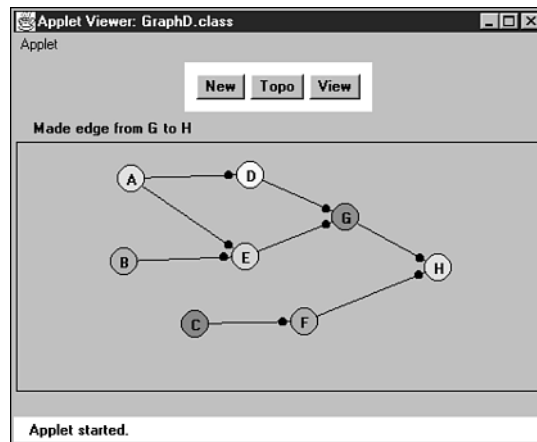 Applet Viewer: GraphD.class
Applet
New Topo View
Made edge from G to H
A D
G
B E H
C F
Applet started.